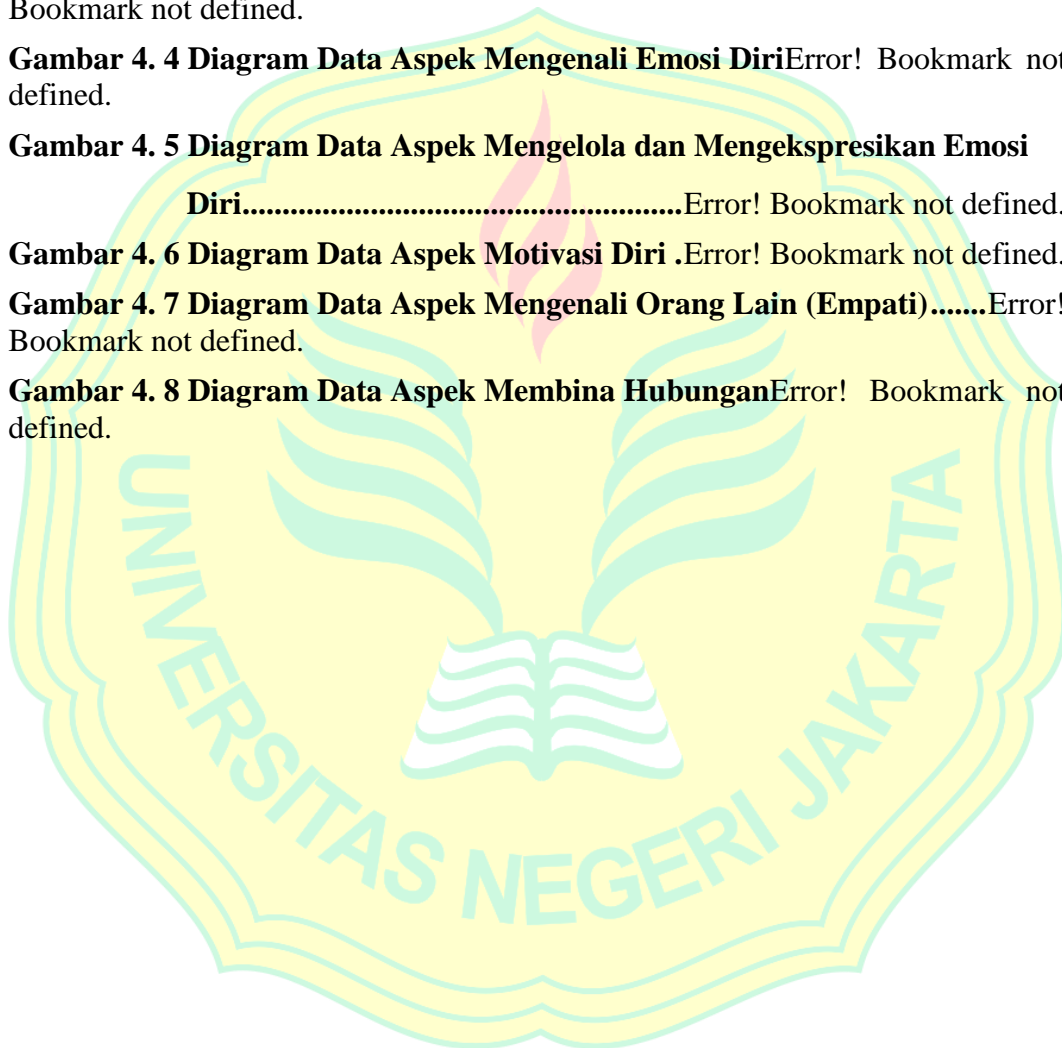 Bookmark not defined.
Gambar 4. 4 Diagram Data Aspek Mengenali Emosi DiriError! Bookmark not
defined.
Gambar 4. 5 Diagram Data Aspek Mengelola dan Mengekspresikan Emosi
Diri.......................................................Error! Bookmark not defined.
Gambar 4. 6 Diagram Data Aspek Motivasi Diri .Error! Bookmark not defined.
Gambar 4. 7 Diagram Data Aspek Mengenali Orang Lain (Empati).......Error!
Bookmark not defined.
Gambar 4. 8 Diagram Data Aspek Membina HubunganError! Bookmark not
defined.
UNIVERSITAS NEGERI JAKARTA